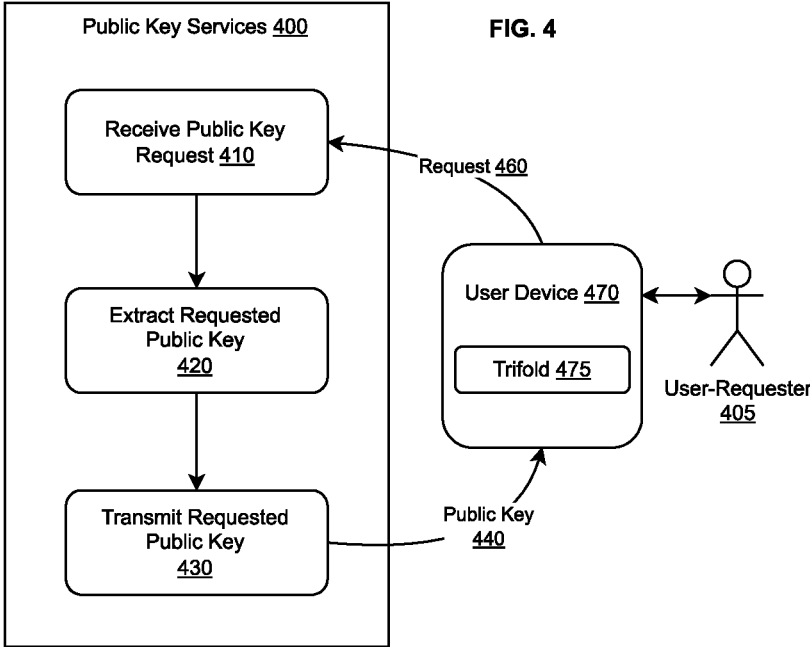 Public Key Services 400
FIG. 4
Receive Public Key
Request 410
Request 460
Extract Requested
Public Key
420
User Device 470
Trifold 475
User-Requester
405
Transmit Requested
Public Key
430
Public Key
440